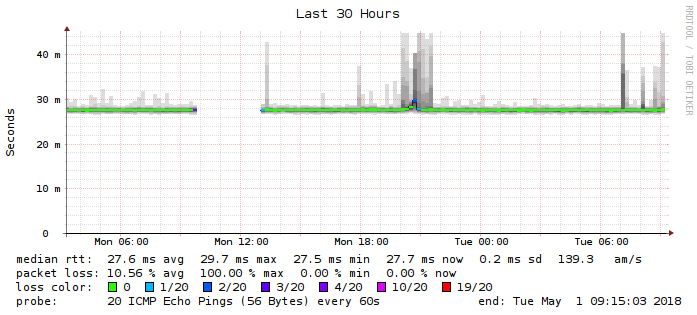 Last 30 Hours
RRDTOOL / TOBI OETIKER
Seconds
40 m
30 m
20 m
10 m
0
Mon 06:00 Mon 12:00 Mon 18:00 Tue 00:00 Tue 06:00
median rtt: 27.6 ms avg 29.7 ms max 27.5 ms min 27.7 ms now 0.2 ms sd 139.3 am/s
packet loss: 10.56 % avg 100.00 % max 0.00 % min 0.00 % now
loss color: 0 1/20 2/20 3/20 4/20 10/20 19/20
probe: 20 ICMP Echo Pings (56 Bytes) every 60s end: Tue May 1 09:15:03 2018